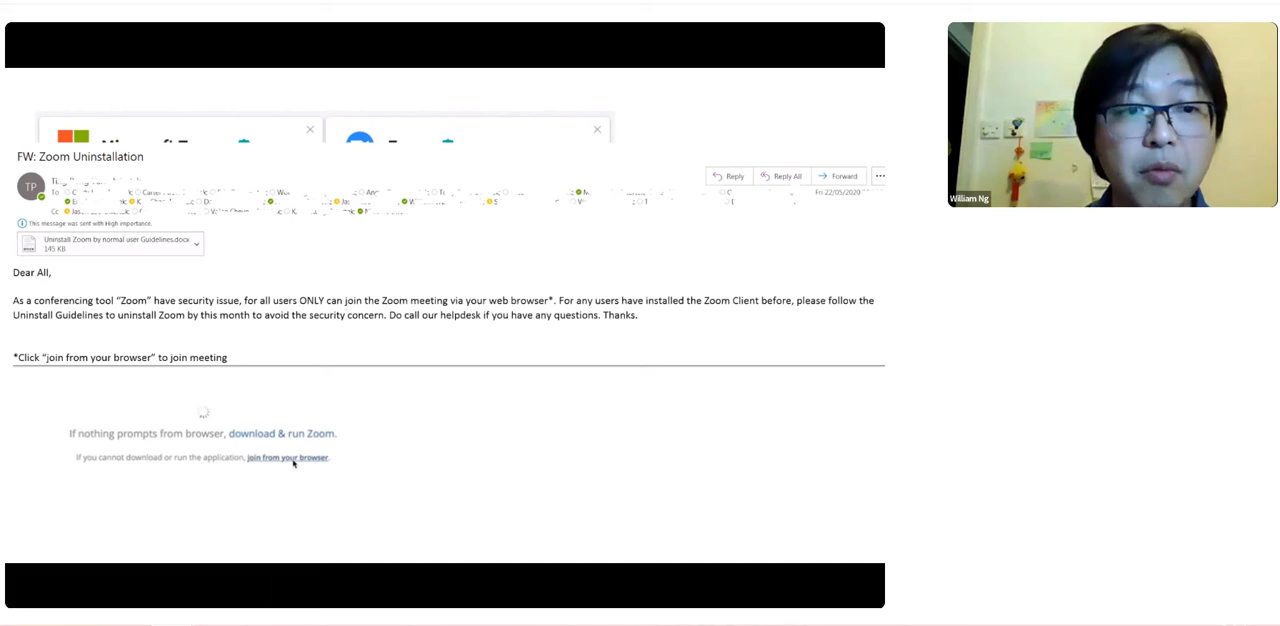 FW: Zoom Uninstallation
TP
Reply Reply All Forward
Fri 22/05/2020
This message was sent with High importance.
Uninstall Zoom by normal user Guidelines.docx
145 KB
Dear All,
As a conferencing tool “Zoom” have security issue, for all users ONLY can join the Zoom meeting via your web browser*. For any users have installed the Zoom Client before, please follow the
Uninstall Guidelines to uninstall Zoom by this month to avoid the security concern. Do call our helpdesk if you have any questions. Thanks.
*Click “join from your browser” to join meeting
If nothing prompts from browser, download & run Zoom.
If you cannot download or run the application, join from your browser.
William Ng